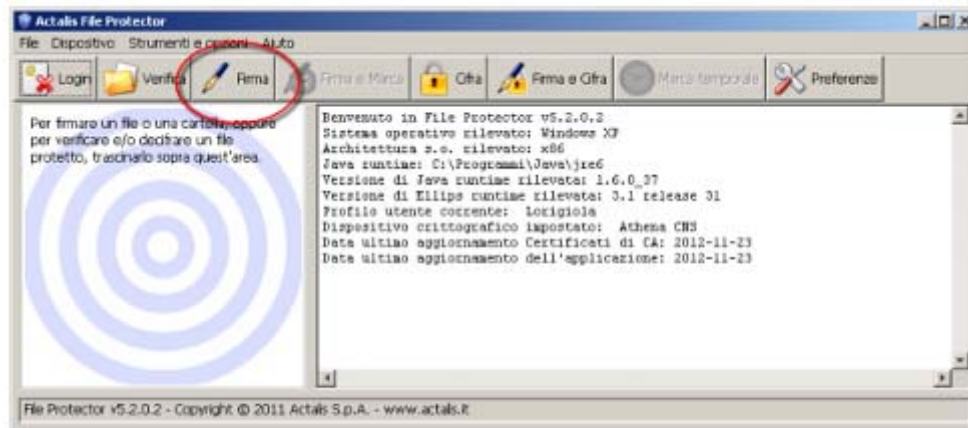 Actalis File Protector
File Dispositivo Strumenti e opzioni Aiuto
Login Verifica Firma Firma e Marca Cifra Firma e Cifra Marca temporale Preferenze
Per firmare un file o una cartella, oppure
per verificare e/o decifrare un file
protetto, trascinarlo sopra quest'area.
Benvenuto in File Protector v5.2.0.2
Sistema operativo rilevato: Windows XP
Architettura s.o. rilevato: x86
Java runtime: C:\Programmi\Java\jre6
Versione di Java runtime rilevata: 1.6.0_37
Versione di Ellips runtime rilevata: 3.1 release 31
Profilo utente corrente: Lorigiola
Dispositivo crittografico impostato: Athena CNS
Data ultimo aggiornamento Certificati di CA: 2012-11-23
Data ultimo aggiornamento dell'applicazione: 2012-11-23
File Protector v5.2.0.2 - Copyright © 2011 Actalis S.p.A. - www.actalis.it